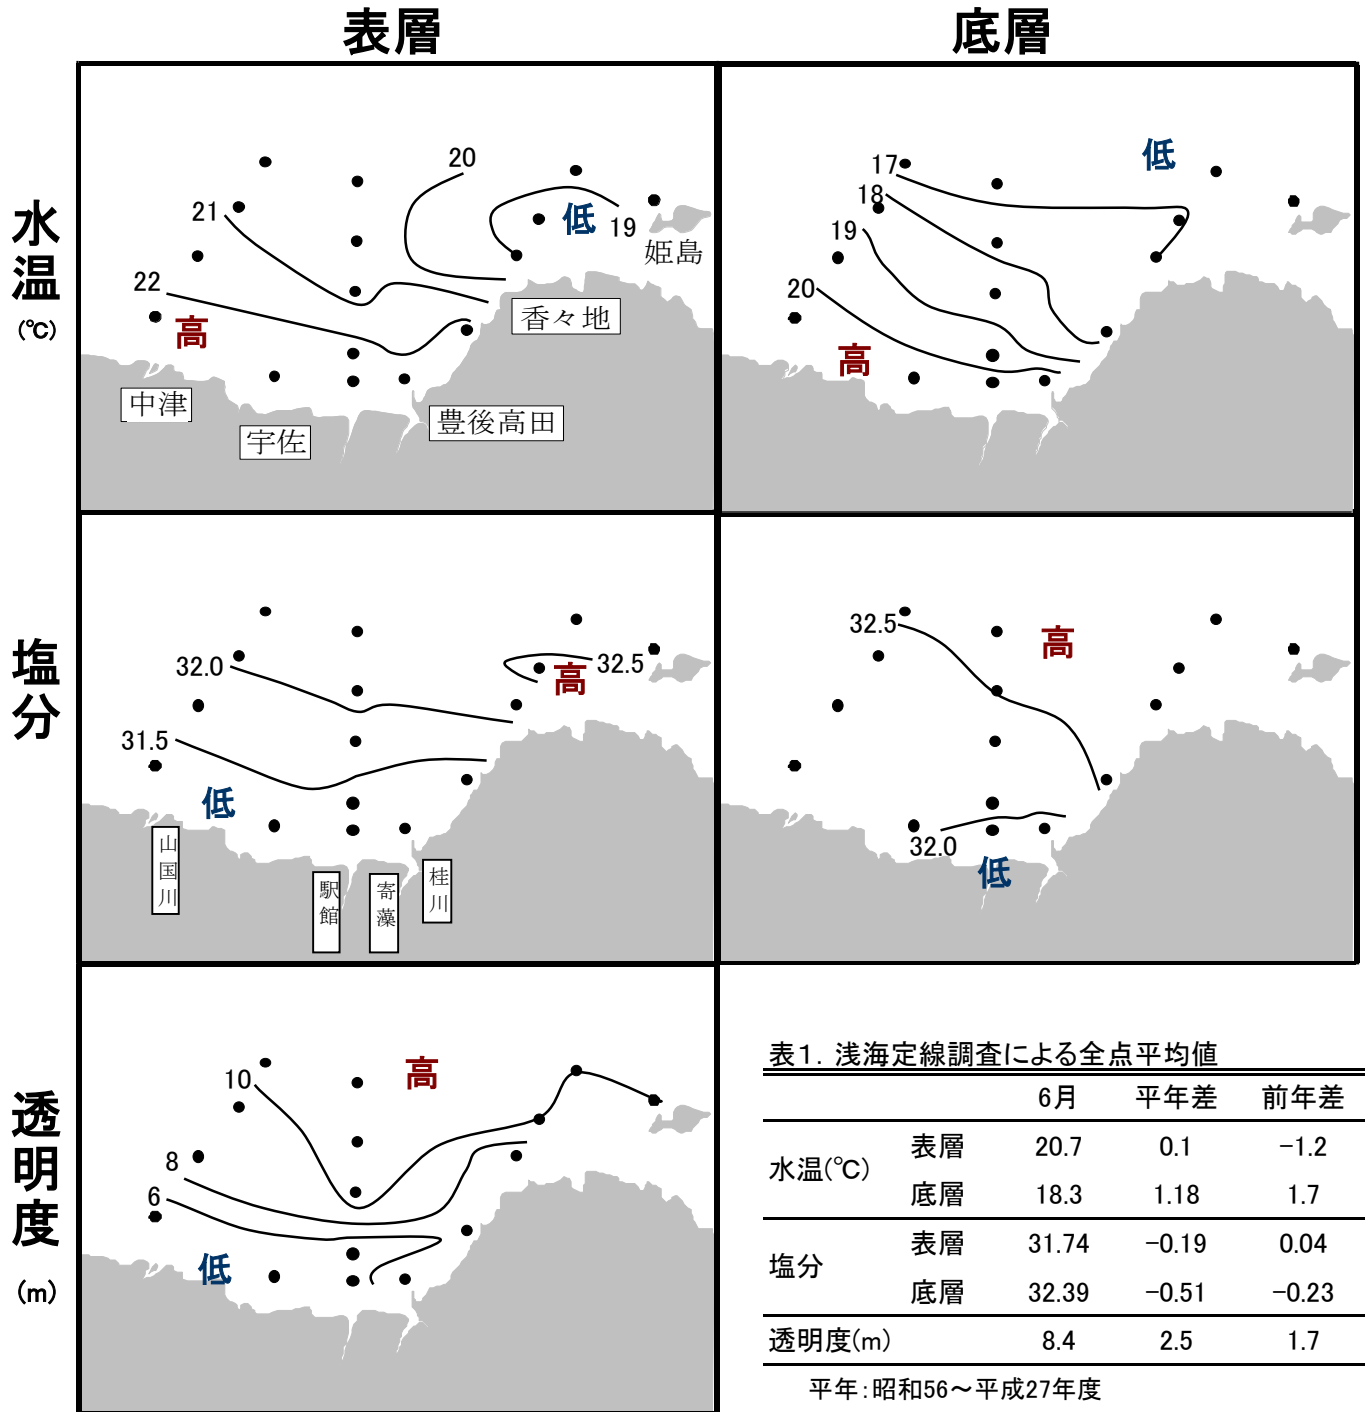 表層 底層
水温
(℃)
20
21
22
19
低
高
姫島
香々地
中津
宇佐
豊後高田
17
18
19
20
低
高
塩分
32.0
31.5
32.5
高
低
山国川
駅館
寄藻
桂川
32.5
高
32.0
低
透明度
(m)
10
8
6
高
低
表1. 浅海定線調査による全点平均値
6月 平年差 前年差
水温(℃) 表層 20.7 0.1 -1.2
底層 18.3 1.18 1.7
塩分 表層 31.74 -0.19 0.04
底層 32.39 -0.51 -0.23
透明度(m) 8.4 2.5 1.7
平年:昭和56～平成27年度